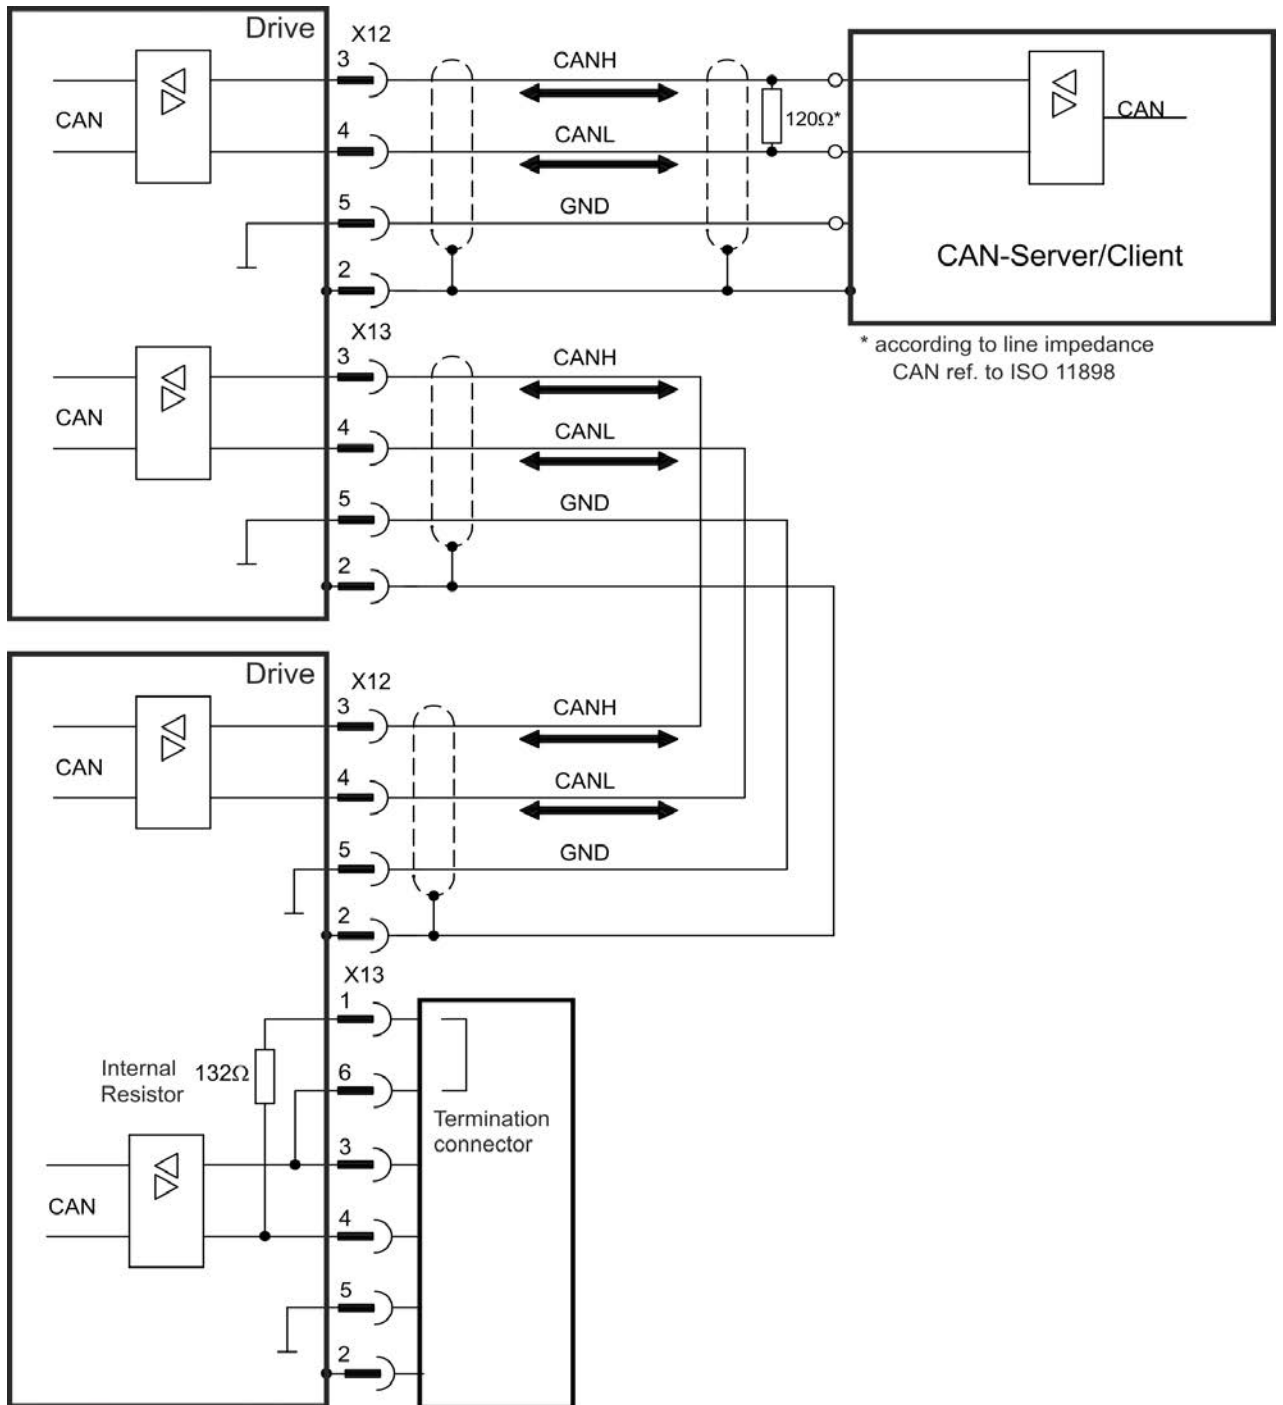 Drive
X12
3
CANH
CAN
120Ω*
CAN
4
CANL
5
GND
CAN-Server/Client
2
X13
* according to line impedance
CAN ref. to ISO 11898
3
CANH
CAN
4
CANL
5
GND
2
Drive
X12
3
CANH
CAN
4
CANL
5
GND
2
X13
1
Internal
Resistor
132Ω
6
Termination
connector
3
CAN
4
5
2